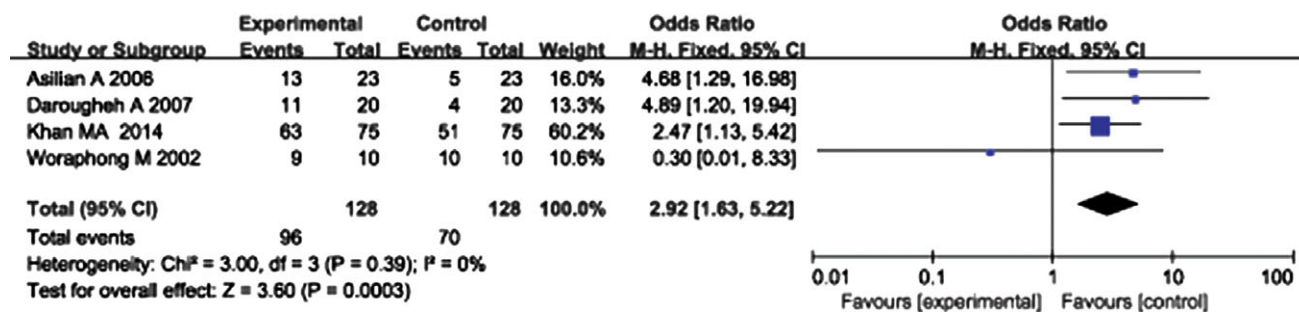 Experimental Control Odds Ratio Odds Ratio
Study or Subgroup Events Total Events Total Weight M-H, Fixed, 95% CI M-H, Fixed, 95% CI
Asilian A 2006 13 23 5 23 16.0% 4.68 [1.29, 16.98]
Darougheh A 2007 11 20 4 20 13.3% 4.89 [1.20, 19.94]
Khan MA 2014 63 75 51 75 60.2% 2.47 [1.13, 5.42]
Woraphong M 2002 9 10 10 10 10.6% 0.30 [0.01, 8.33]
Total (95% CI) 128 128 100.0% 2.92 [1.63, 5.22]
Total events 96 70
Heterogeneity: Chi² = 3.00, df = 3 (P = 0.39); I² = 0%
Test for overall effect: Z = 3.60 (P = 0.0003)
0.01 0.1 1 10 100
Favours [experimental] Favours [control]